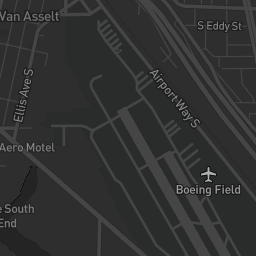 Van Asselt
S Eddy St
Ellis Ave S
Airport Way S
Aero Motel
Boeing Field
South
End